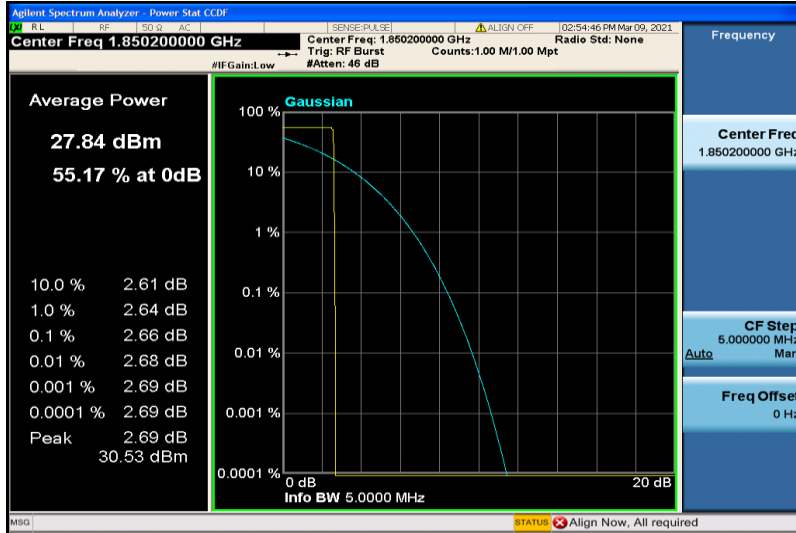 Agilent Spectrum Analyzer - Power Stat CCDF
LXI RL RF 50 Ω AC SENSE:PULSE ALIGN OFF 02:54:46 PM Mar 09, 2021
Center Freq 1.850200000 GHz
Center Freq: 1.850200000 GHz Radio Std: None
Trig: RF Burst Counts:1.00 M/1.00 Mpt
#IFGain:Low #Atten: 46 dB
Frequency
Average Power
27.84 dBm
55.17 % at 0dB
10.0 % 2.61 dB
1.0 % 2.64 dB
0.1 % 2.66 dB
0.01 % 2.68 dB
0.001 % 2.69 dB
0.0001 % 2.69 dB
Peak 2.69 dB
30.53 dBm
Gaussian
100 %
10 %
1 %
0.1 %
0.01 %
0.001 %
0.0001 %
0 dB 20 dB
Info BW 5.0000 MHz
Center Freq
1.850200000 GHz
CF Step
5.000000 MHz
Auto Man
Freq Offset
0 Hz
MSG STATUS Align Now, All required